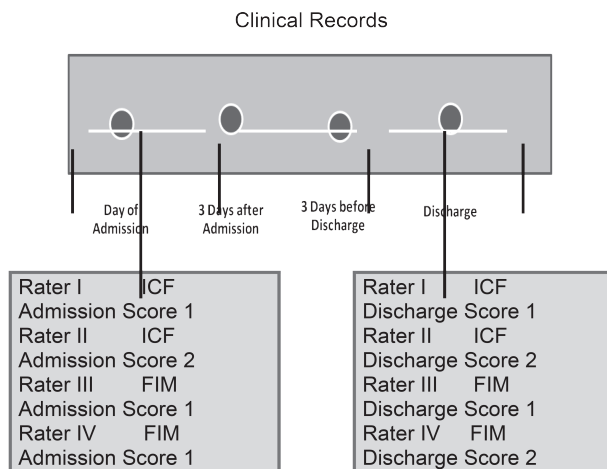 Clinical Records
Day of
Admission
3 Days after
Admission
3 Days before
Discharge
Discharge
Rater I ICF
Admission Score 1
Rater II ICF
Admission Score 2
Rater III FIM
Admission Score 1
Rater IV FIM
Admission Score 1
Rater I ICF
Discharge Score 1
Rater II ICF
Discharge Score 2
Rater III FIM
Discharge Score 1
Rater IV FIM
Discharge Score 2